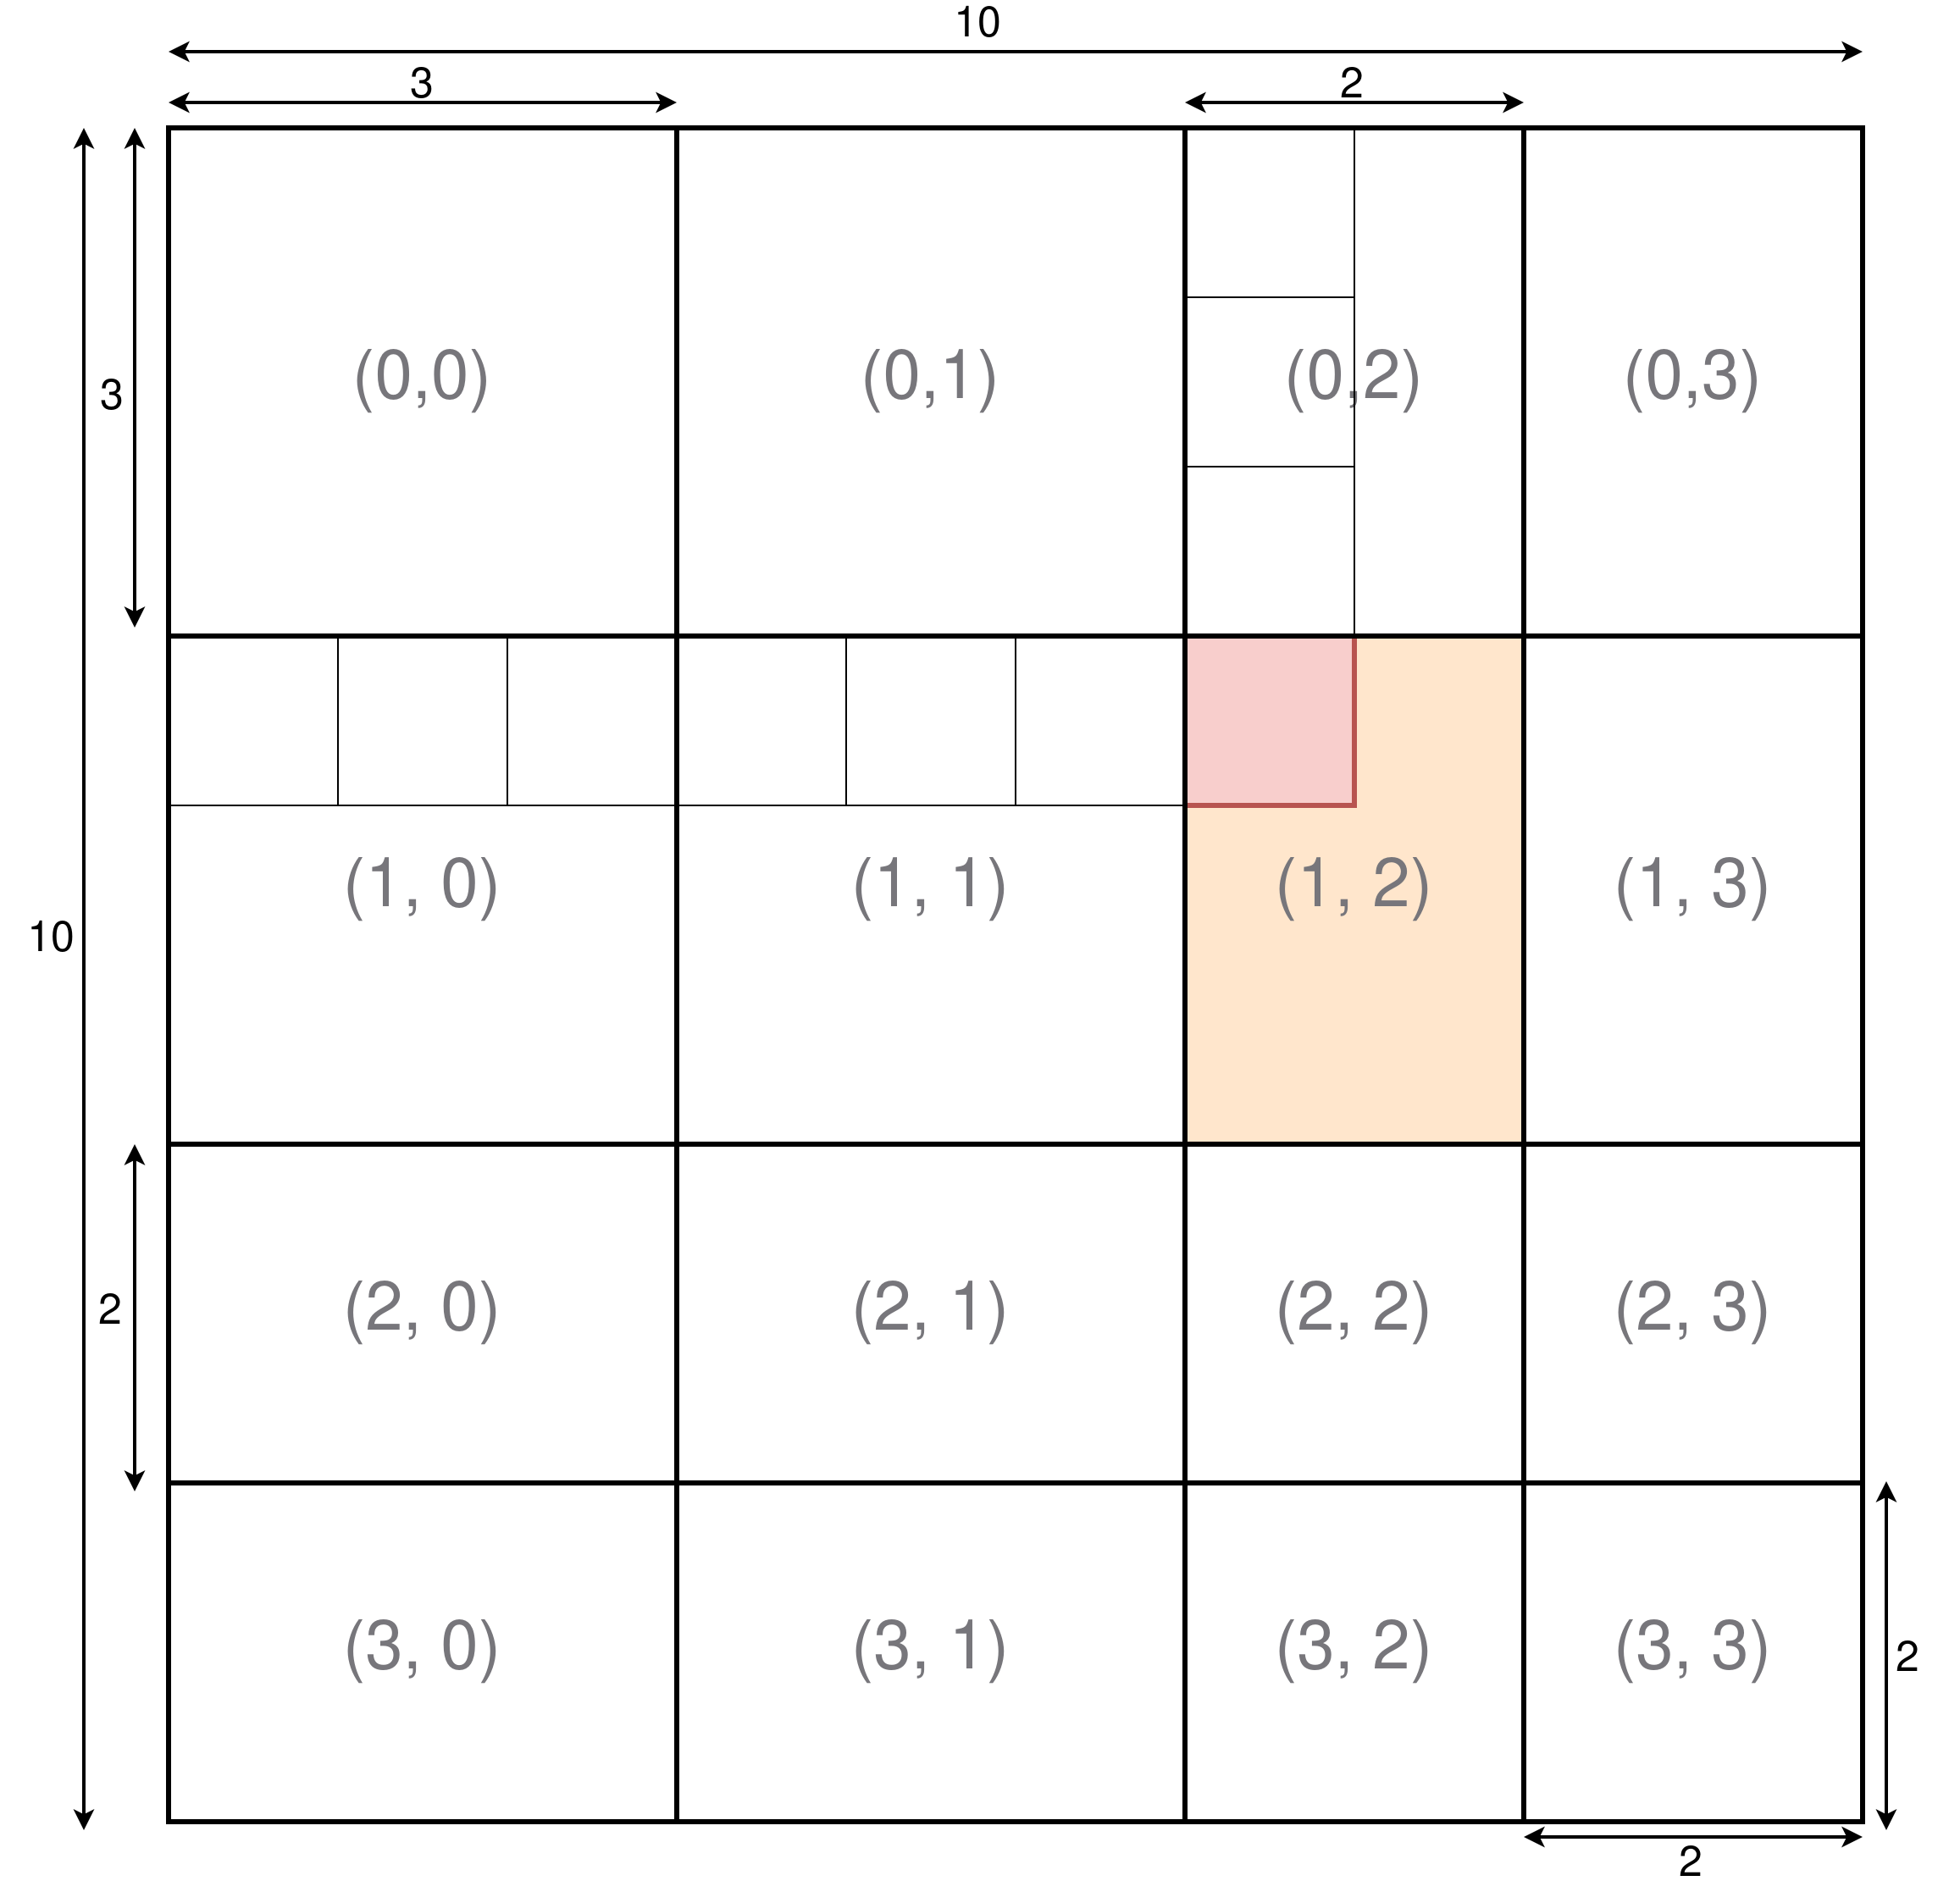 10
3 2
3 (0,0) (0,1) (0,2) (0,3)
10 (1, 0) (1, 1) (1, 2) (1, 3)
2 (2, 0) (2, 1) (2, 2) (2, 3)
(3, 0) (3, 1) (3, 2) (3, 3) 2
2